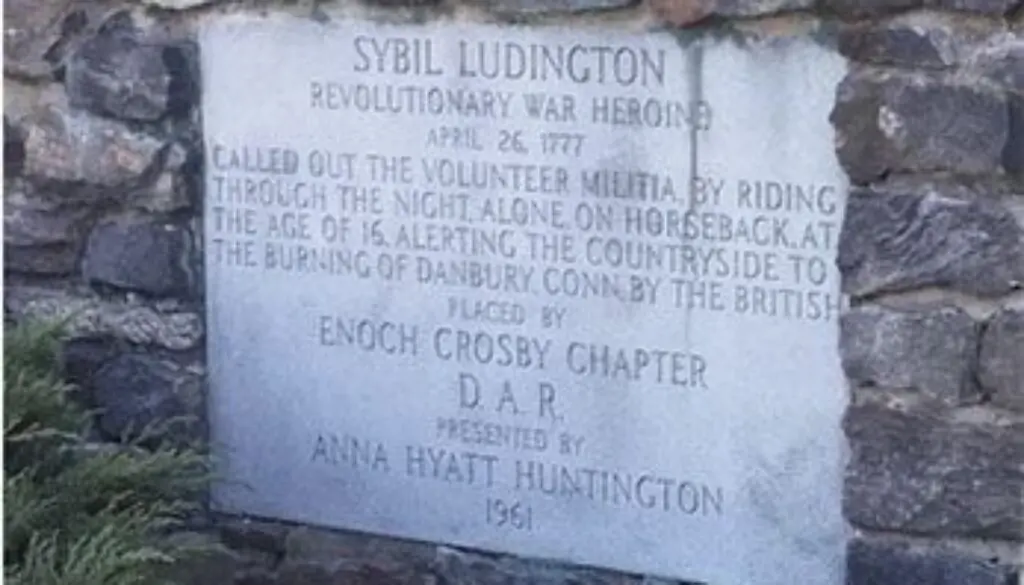 SYBIL LUDINGTON
REVOLUTIONARY WAR HEROINE
APRIL 26, 1777
CALLED OUT THE VOLUNTEER MILITIA, BY RIDING
THROUGH THE NIGHT, ALONE, ON HORSEBACK, AT
THE AGE OF 16, ALERTING THE COUNTRYSIDE TO
THE BURNING OF DANBURY, CONN. BY THE BRITISH
PLACED BY
ENOCH CROSBY CHAPTER
D. A. R.
PRESENTED BY
ANNA HYATT HUNTINGTON
1961